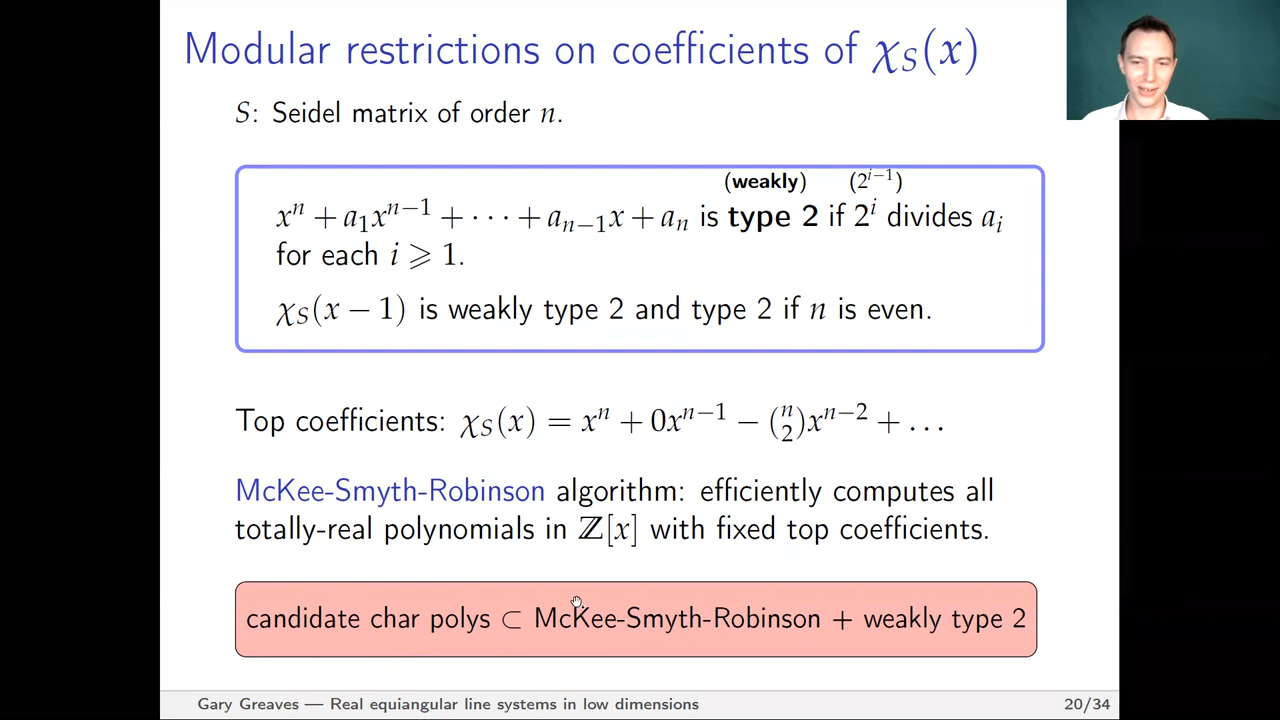 Modular restrictions on coefficients of χ_S(x)
S: Seidel matrix of order n.
(weakly) (2^{i−1})
x^n + a_1x^{n−1} + ··· + a_{n−1}x + a_n is type 2 if 2^i divides a_i
for each i ⩾ 1.
χ_S(x − 1) is weakly type 2 and type 2 if n is even.
Top coefficients: χ_S(x) = x^n + 0x^{n−1} − \binom{n}{2}x^{n−2} + ...
McKee-Smyth-Robinson algorithm: efficiently computes all
totally-real polynomials in ℤ[x] with fixed top coefficients.
candidate char polys ⊂ McKee-Smyth-Robinson + weakly type 2
Gary Greaves — Real equiangular line systems in low dimensions 20/34